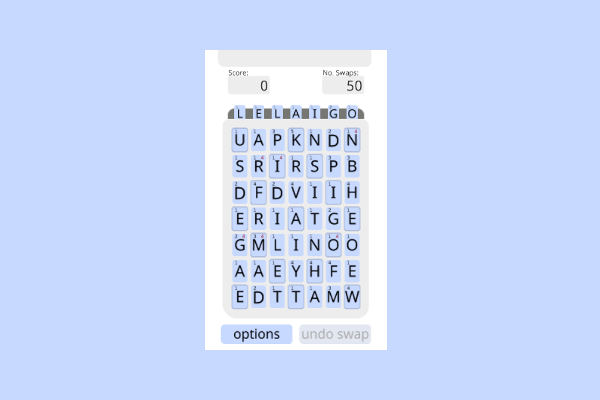 Score: No. Swaps:
0 50
L E L A I G O
U A P K N D N
S R I R S P B
D F D V I I H
E R I A T G E
G M L I N O O
A A E Y H F E
E D T T A M W
options undo swap